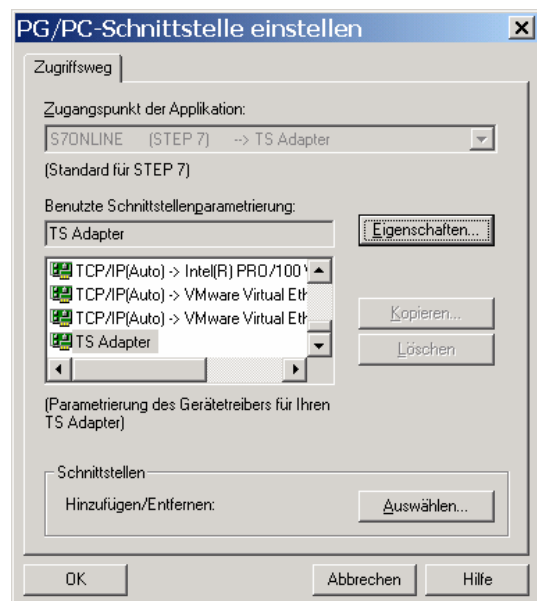 PG/PC-Schnittstelle einstellen
Zugriffsweg
Zugangspunkt der Applikation:
S7ONLINE (STEP 7) --> TS Adapter
(Standard für STEP 7)
Benutzte Schnittstellenparametrierung:
TS Adapter
Eigenschaften...
TCP/IP(Auto) -> Intel(R) PRO/100
TCP/IP(Auto) -> VMware Virtual Eth
TCP/IP(Auto) -> VMware Virtual Eth
TS Adapter
Kopieren...
Löschen
(Parametrierung des Gerätetreibers für Ihren
TS Adapter)
Schnittstellen
Hinzufügen/Entfernen:
Auswählen...
OK
Abbrechen
Hilfe